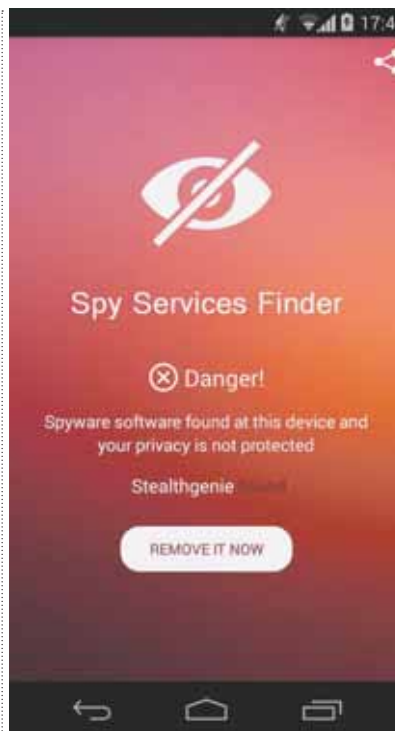 17:4
Spy Services Finder
Danger!
Spyware software found at this device and
your privacy is not protected
Stealthgenie
REMOVE IT NOW